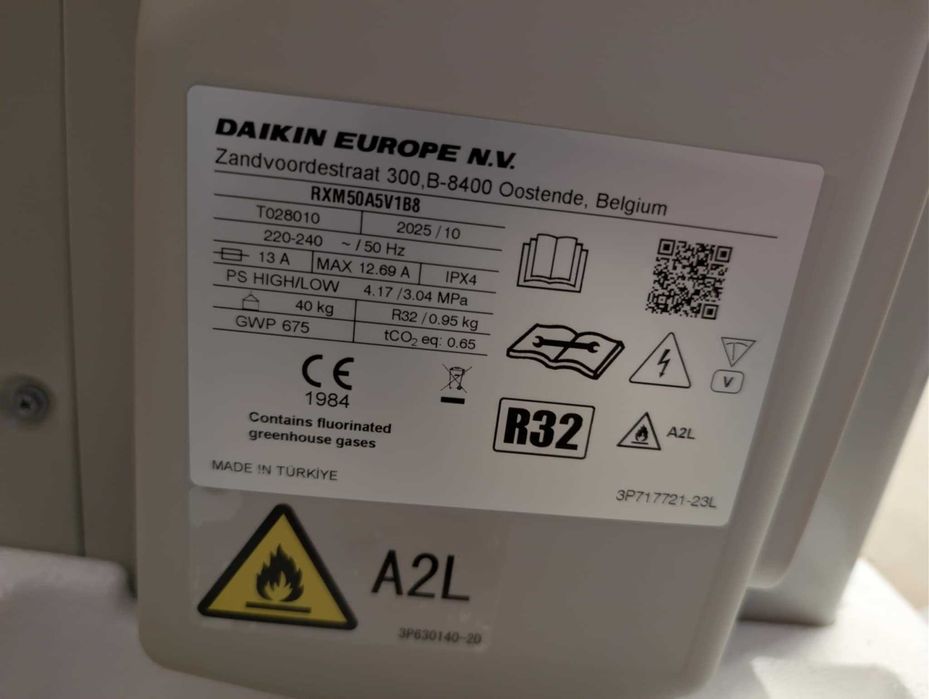 DAIKIN EUROPE N.V.
Zandvoordestraat 300,B-8400 Oostende, Belgium
RXM50A5V1B8
T028010 2025/10
220-240 ~ / 50 Hz
13 A MAX 12.69 A IPX4
PS HIGH/LOW 4.17 /3.04 MPa
40 kg R32 / 0.95 kg
GWP 675 tCO₂ eq: 0.65
CE
1984
Contains fluorinated
greenhouse gases
MADE IN TÜRKİYE
V
R32
A2L
3P717721-23L
A2L
3P630140-2D